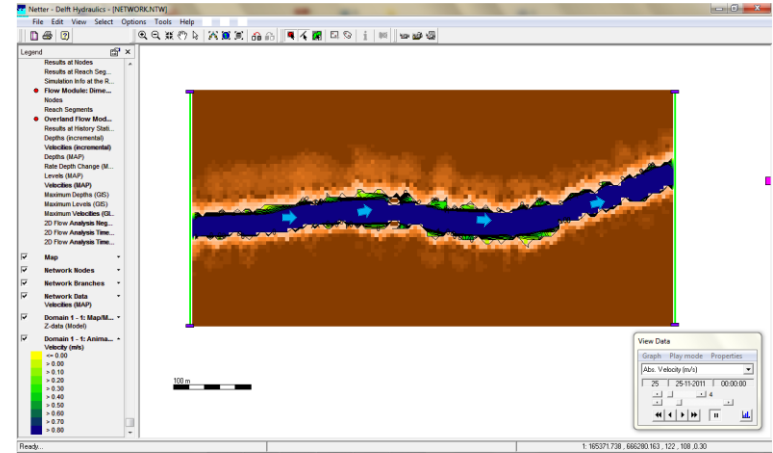 Netter - Delft Hydraulics - [NETWORK.NTW]
File Edit View Select Options Tools Help
Legend
Results at Nodes
Results at Reach Seg...
Simulation Info at the R...
Flow Module: Dime...
Nodes
Reach Segments
Overland Flow Mod...
Results at History Stati...
Depths (incremental)
Velocities (incremental)
Depths (MAP)
Rate Depth Change (M...
Levels (MAP)
Velocities (MAP)
Maximum Depths (GIS)
Maximum Levels (GIS)
Maximum Velocities (GI...
2D Flow Analysis Neg...
2D Flow Analysis Time...
2D Flow Analysis Time...
Map
Network Nodes
Network Branches
Network Data
Velocities (MAP)
Domain 1 - 1: Map/M...
Z-data (Model)
Domain 1 - 1: Anima...
Velocity (m/s)
<= 0.00
> 0.00
> 0.10
> 0.20
> 0.30
> 0.40
> 0.50
> 0.60
> 0.70
> 0.80
100 m
View Data
Graph Play mode Properties
Abs. Velocity (m/s)
25 25-11-2011 00:00:00
4
Ready...
1: 165371.738 , 666280.163 , 122 , 108 ,0.30